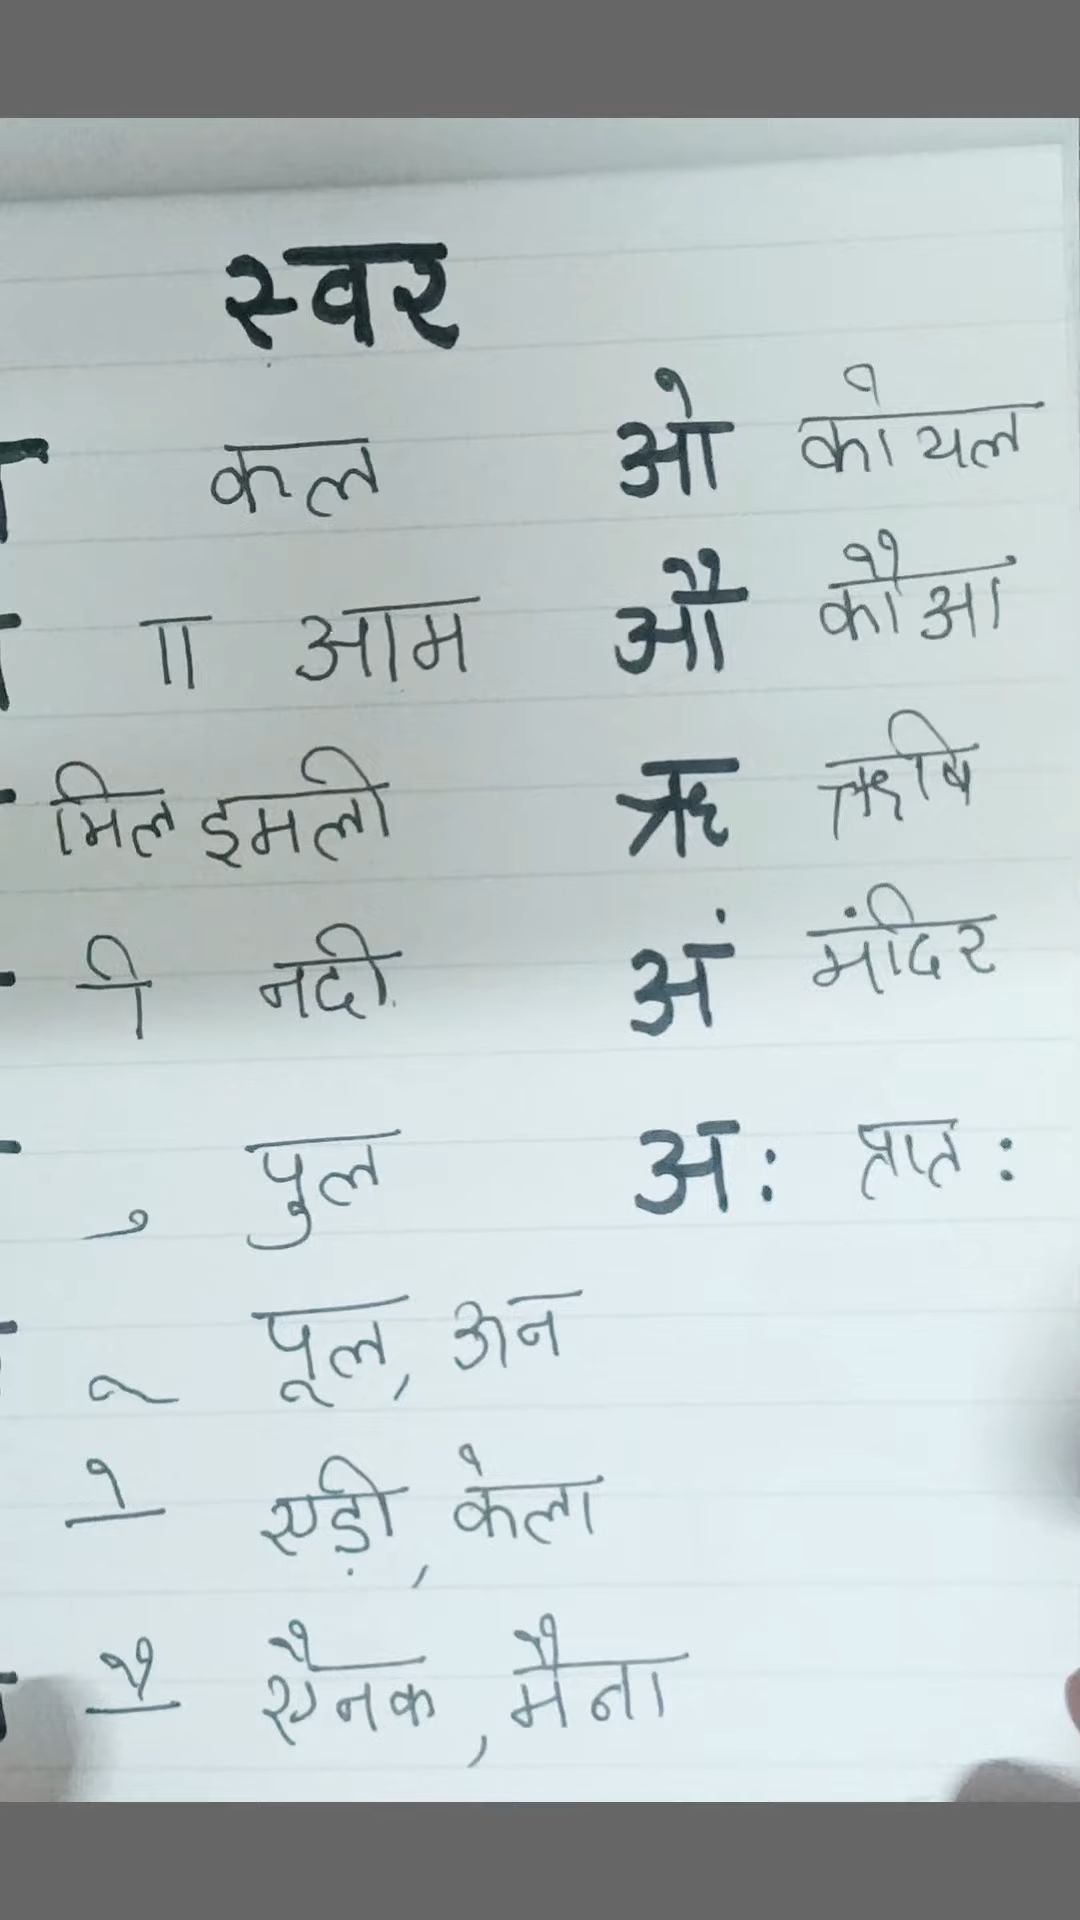 स्वर
कल ओ कोयल
ा आम औ कौआ
मिल इमली ऋ ऋषि
ी नदी अं मंदिर
ु पुल अः प्रातः
ू पूल, ऊन
े एड़ी, केला
ै ऐनक, मैना